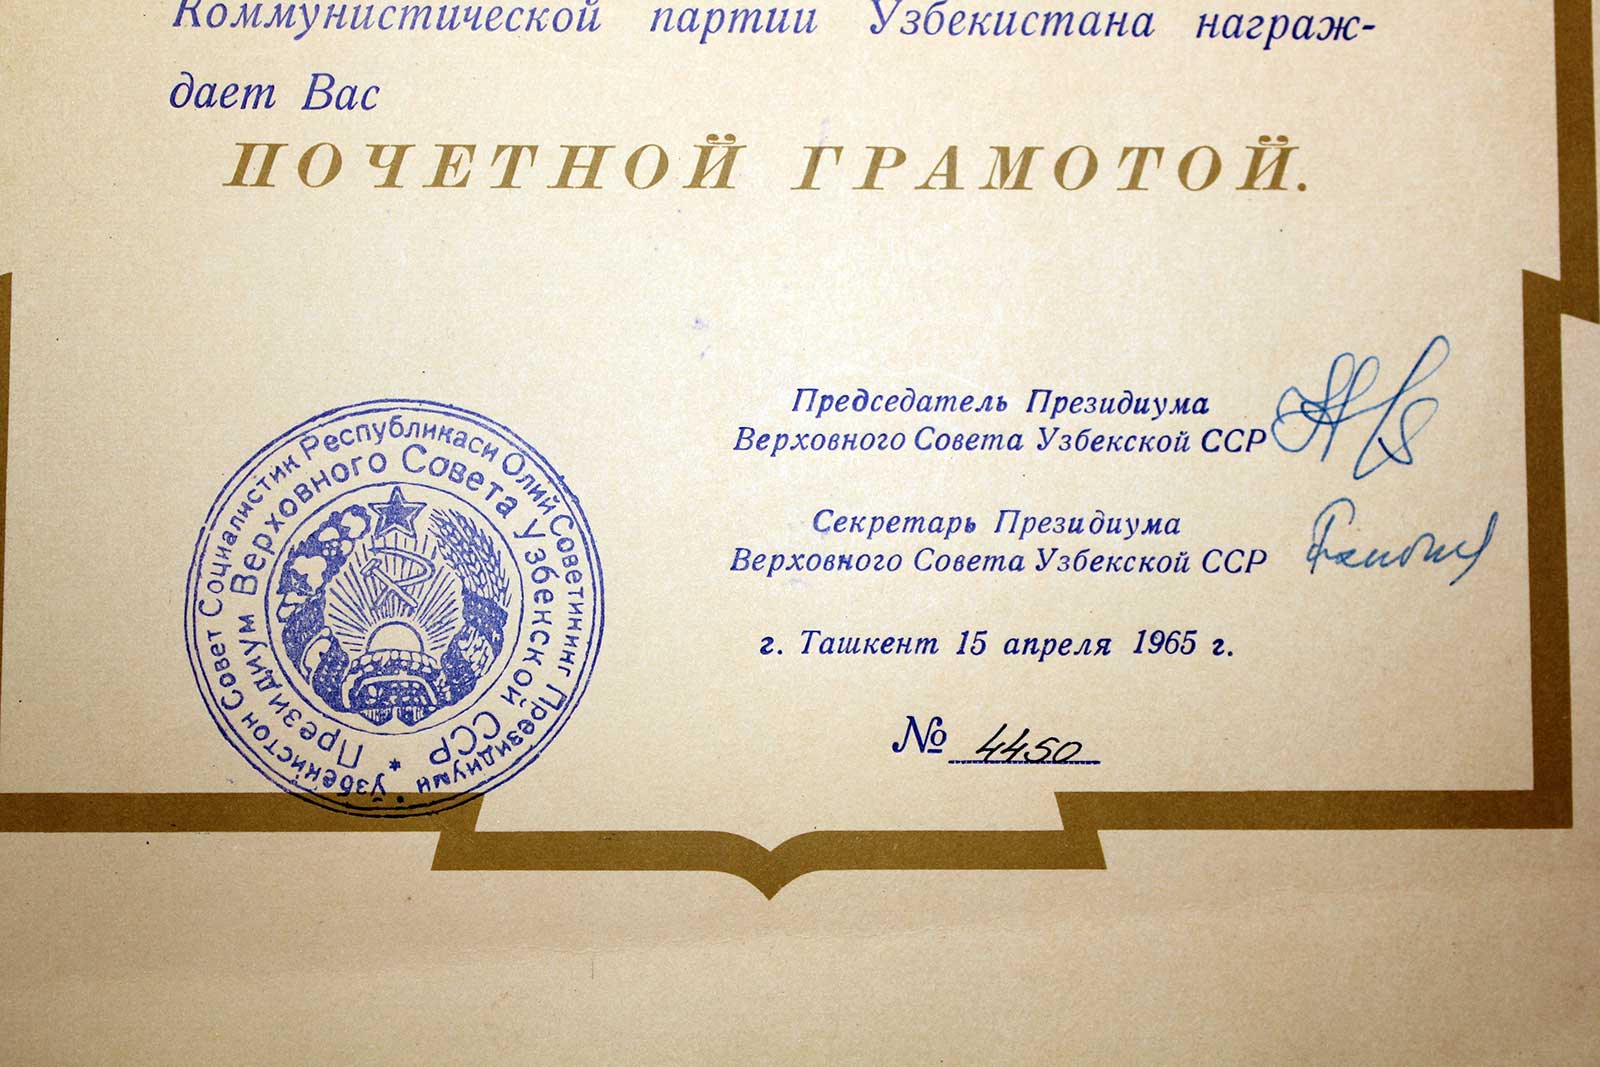 Коммунистической партии Узбекистана награж-
дает Вас
ПОЧЕТНОЙ ГРАМОТОЙ.
Председатель Президиума
Верховного Совета Узбекской ССР
Секретарь Президиума
Верховного Совета Узбекской ССР
г. Ташкент 15 апреля 1965 г.
№ 4450
Ўзбекистон Совет Социалистик Республикаси Олий Советининг Президиуми
Президиум Верховного Совета Узбекской ССР